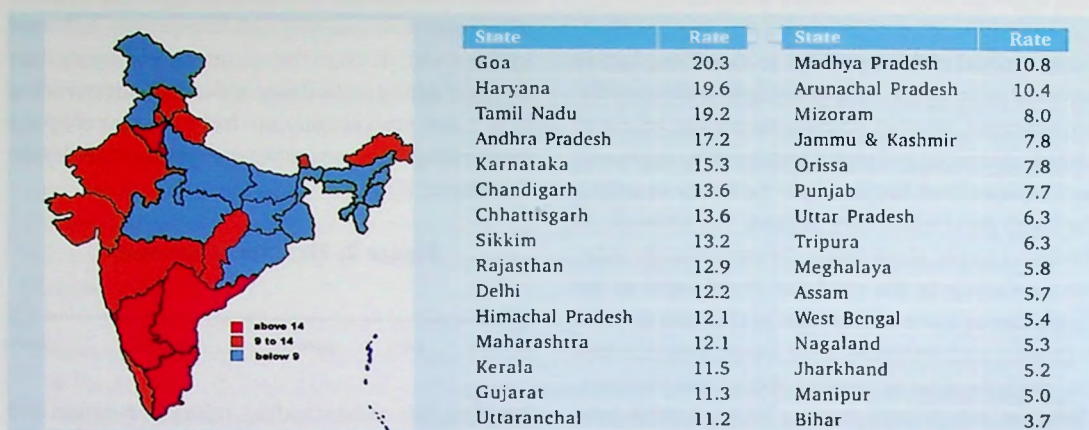 State Rate
Goa 20.3
Haryana 19.6
Tamil Nadu 19.2
Andhra Pradesh 17.2
Karnataka 15.3
Chandigarh 13.6
Chhattisgarh 13.6
Sikkim 13.2
Rajasthan 12.9
Delhi 12.2
Himachal Pradesh 12.1
Maharashtra 12.1
Kerala 11.5
Gujarat 11.3
Uttaranchal 11.2
State Rate
Madhya Pradesh 10.8
Arunachal Pradesh 10.4
Mizoram 8.0
Jammu & Kashmir 7.8
Orissa 7.8
Punjab 7.7
Uttar Pradesh 6.3
Tripura 6.3
Meghalaya 5.8
Assam 5.7
West Bengal 5.4
Nagaland 5.3
Jharkhand 5.2
Manipur 5.0
Bihar 3.7
above 14
9 to 14
below 9